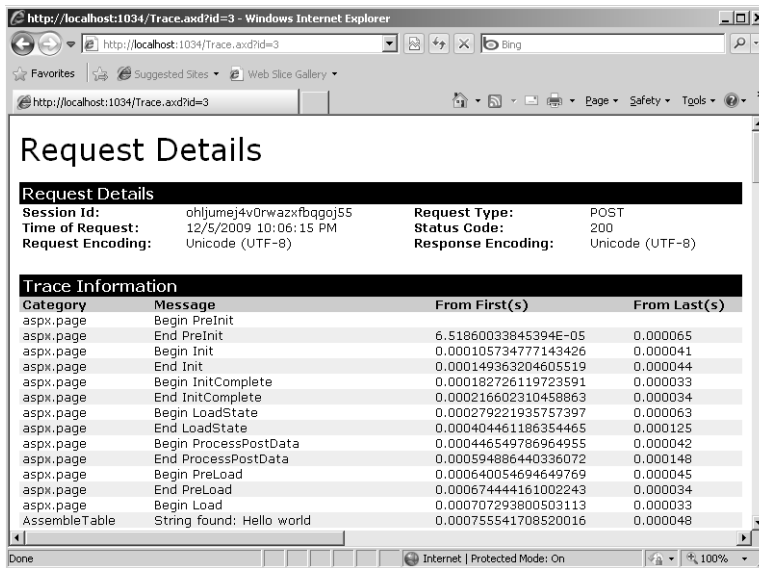 http://localhost:1034/Trace.axd?id=3 - Windows Internet Explorer
http://localhost:1034/Trace.axd?id=3 Bing
Favorites Suggested Sites Web Slice Gallery
http://localhost:1034/Trace.axd?id=3 Page Safety Tools
Request Details
Request Details
Session Id: ohljumej4v0rwazxfbqgoj55 Request Type: POST
Time of Request: 12/5/2009 10:06:15 PM Status Code: 200
Request Encoding: Unicode (UTF-8) Response Encoding: Unicode (UTF-8)
Trace Information
Category Message From First(s) From Last(s)
aspx.page Begin PreInit
aspx.page End PreInit 6.51860033845394E-05 0.000065
aspx.page Begin Init 0.000105734777143426 0.000041
aspx.page End Init 0.000149363204605519 0.000044
aspx.page Begin InitComplete 0.000182726119723591 0.000033
aspx.page End InitComplete 0.000216602310458863 0.000034
aspx.page Begin LoadState 0.000279221935757397 0.000063
aspx.page End LoadState 0.000404461186354465 0.000125
aspx.page Begin ProcessPostData 0.000446549786964955 0.000042
aspx.page End ProcessPostData 0.000594886440336072 0.000148
aspx.page Begin PreLoad 0.000640054694649769 0.000045
aspx.page End PreLoad 0.000674444161002243 0.000034
aspx.page Begin Load 0.000707293800503113 0.000033
AssembleTable String found: Hello world 0.000755541708520016 0.000048
Done Internet | Protected Mode: On 100%